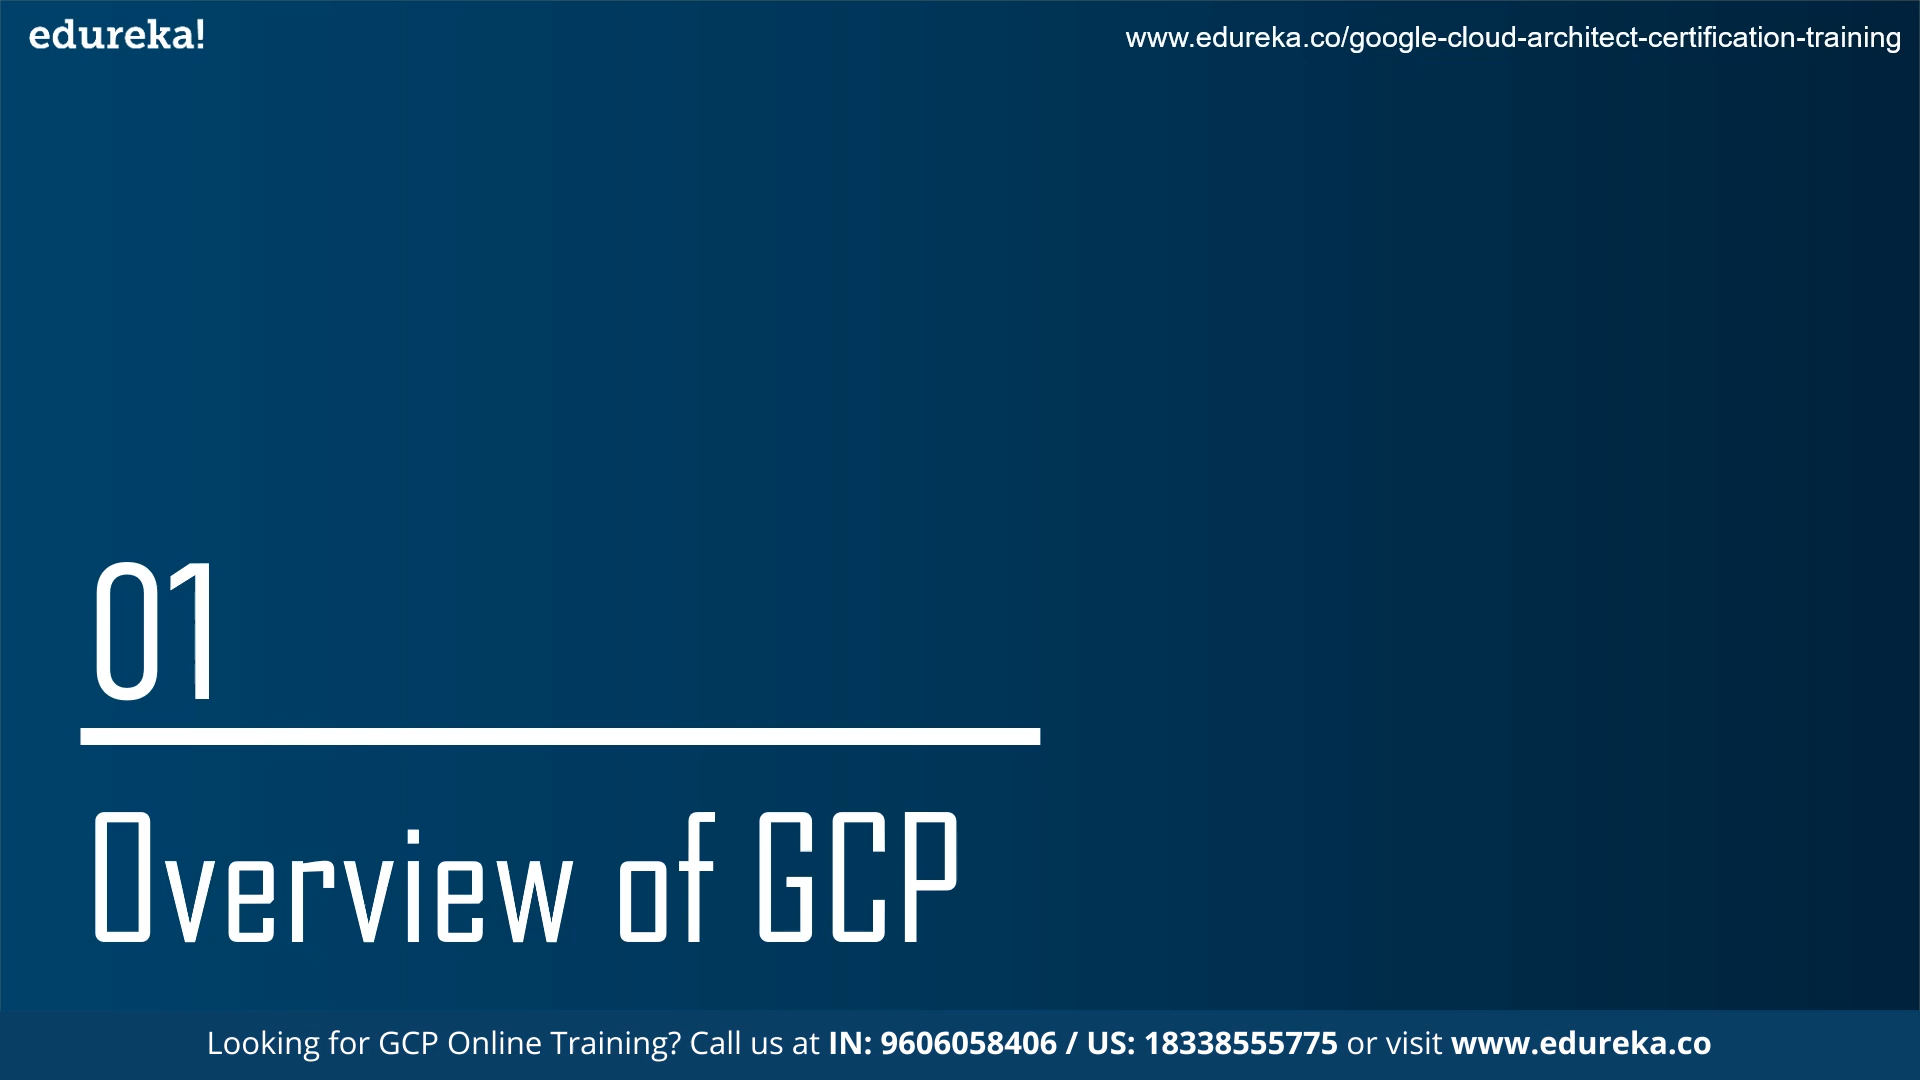 edureka!
www.edureka.co/google-cloud-architect-certification-training
01
Overview of GCP
Looking for GCP Online Training? Call us at IN: 9606058406 / US: 18338555775 or visit www.edureka.co